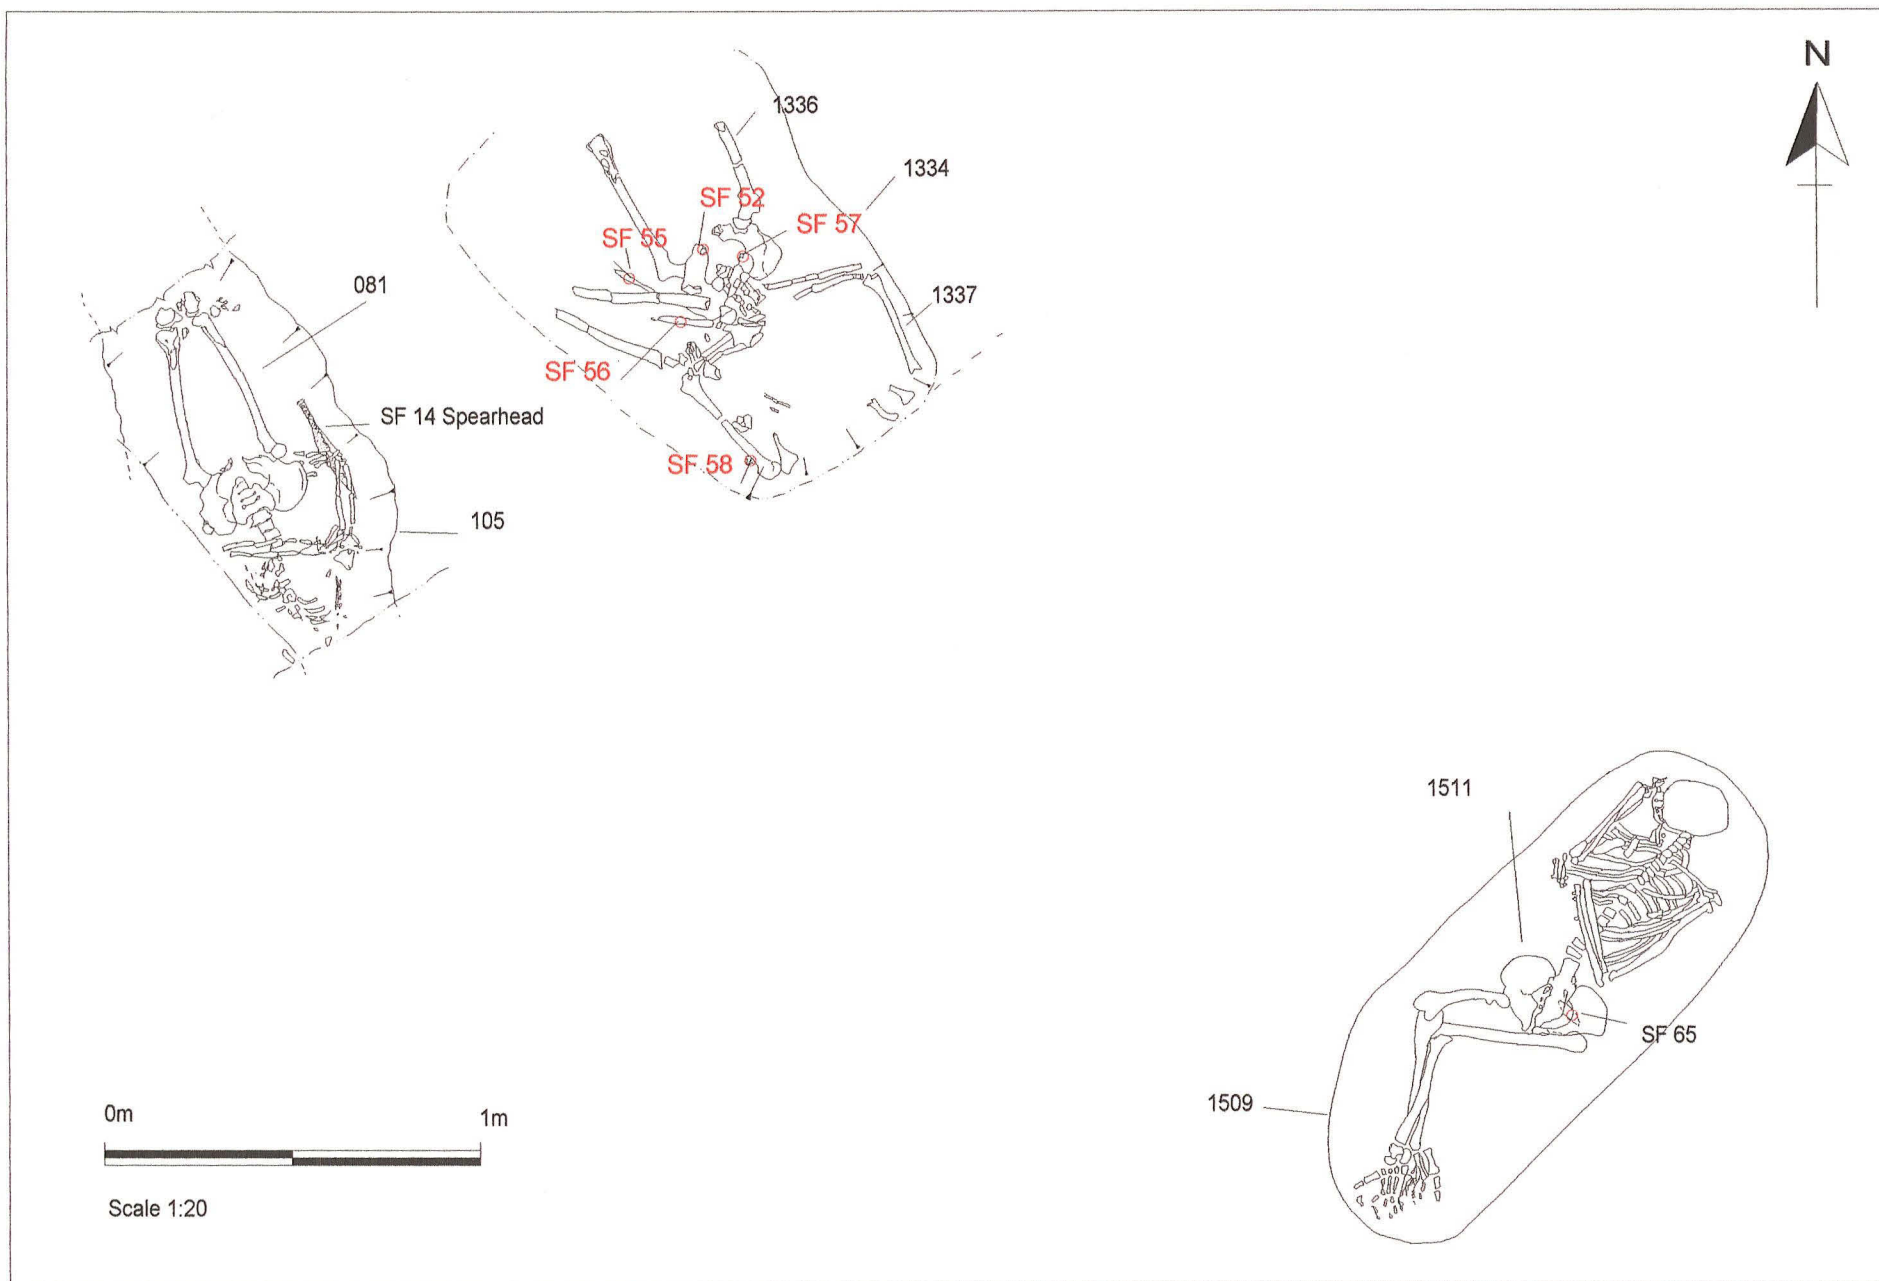 N
1336
1334
SF 52
SF 57
SF 55
081
1337
SF 56
SF 14 Spearhead
SF 58
105
1511
SF 65
1509
0m
1m
Scale 1:20